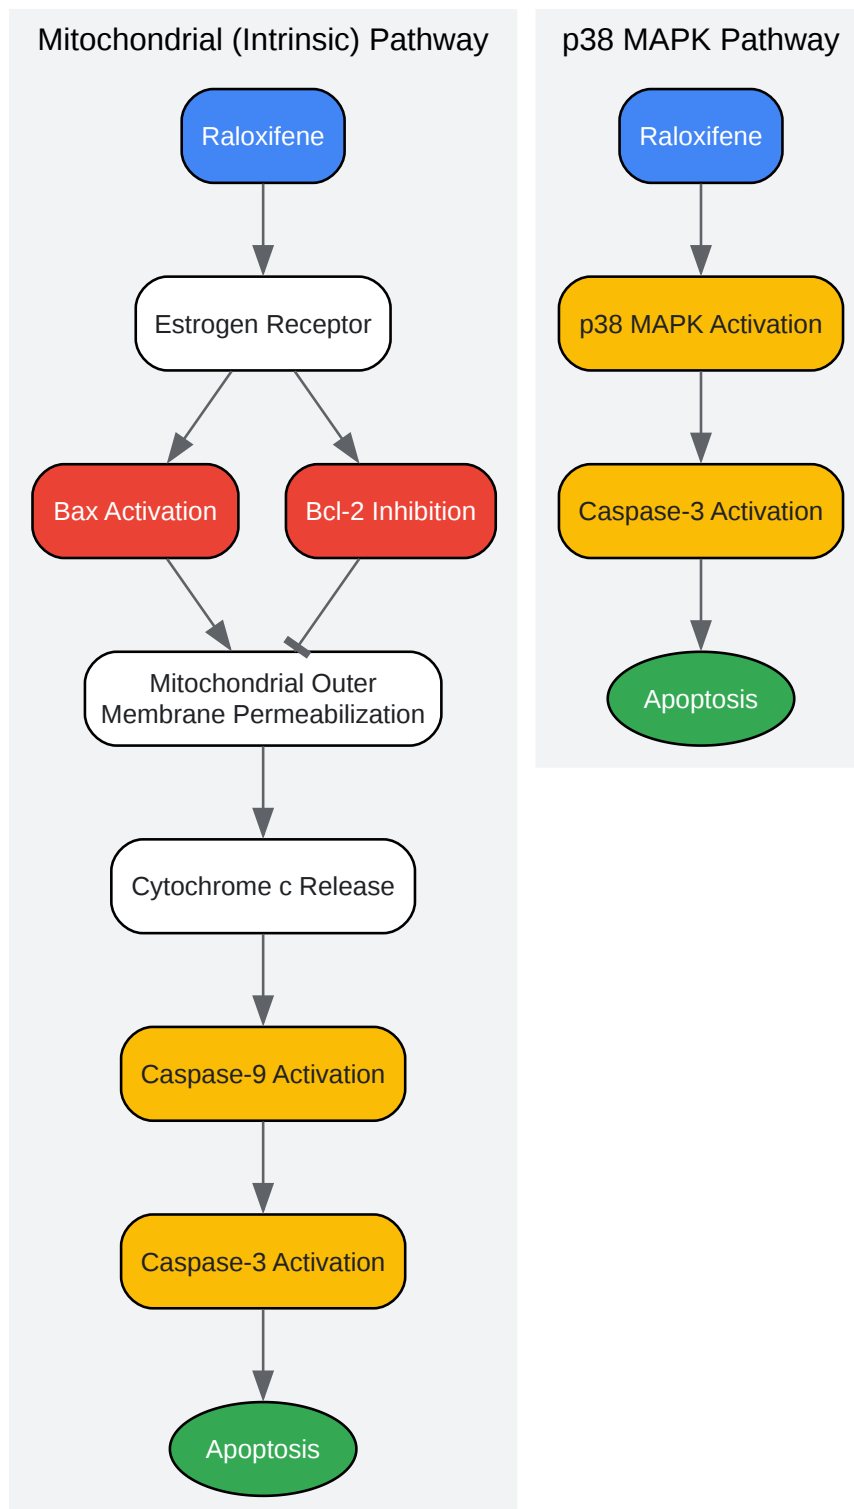 Mitochondrial (Intrinsic) Pathway
Raloxifene
Estrogen Receptor
Bax Activation
Bcl-2 Inhibition
Mitochondrial Outer
Membrane Permeabilization
Cytochrome c Release
Caspase-9 Activation
Caspase-3 Activation
Apoptosis
p38 MAPK Pathway
Raloxifene
p38 MAPK Activation
Caspase-3 Activation
Apoptosis